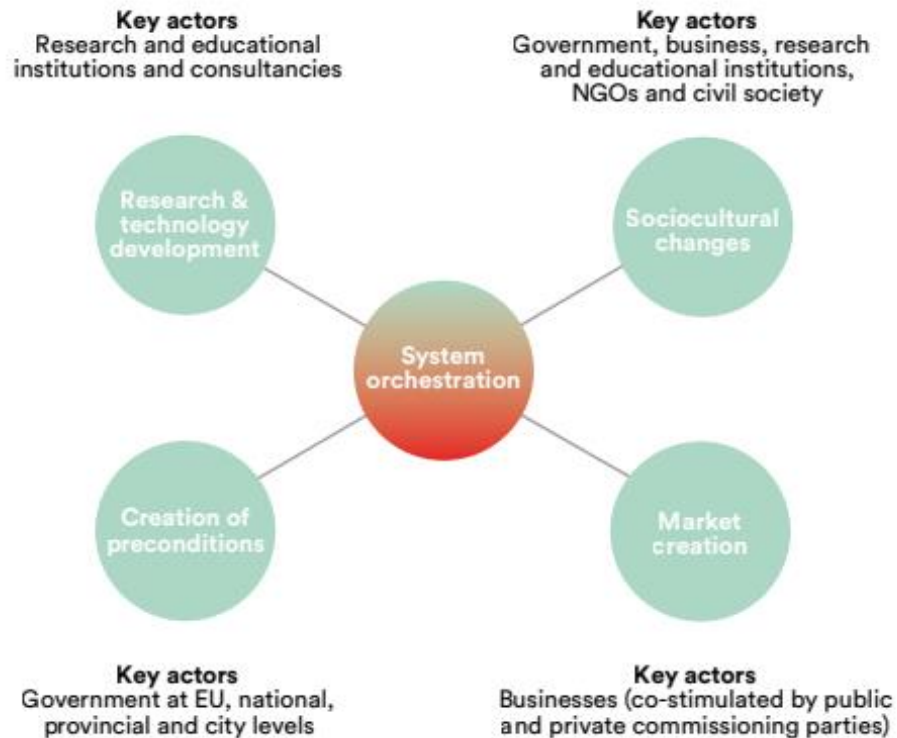 Key actors
Research and educational
institutions and consultancies
Key actors
Government, business, research
and educational institutions,
NGOs and civil society
Research &
technology
development
Sociocultural
changes
System
orchestration
Creation of
preconditions
Market
creation
Key actors
Government at EU, national,
provincial and city levels
Key actors
Businesses (co-stimulated by public
and private commissioning parties)